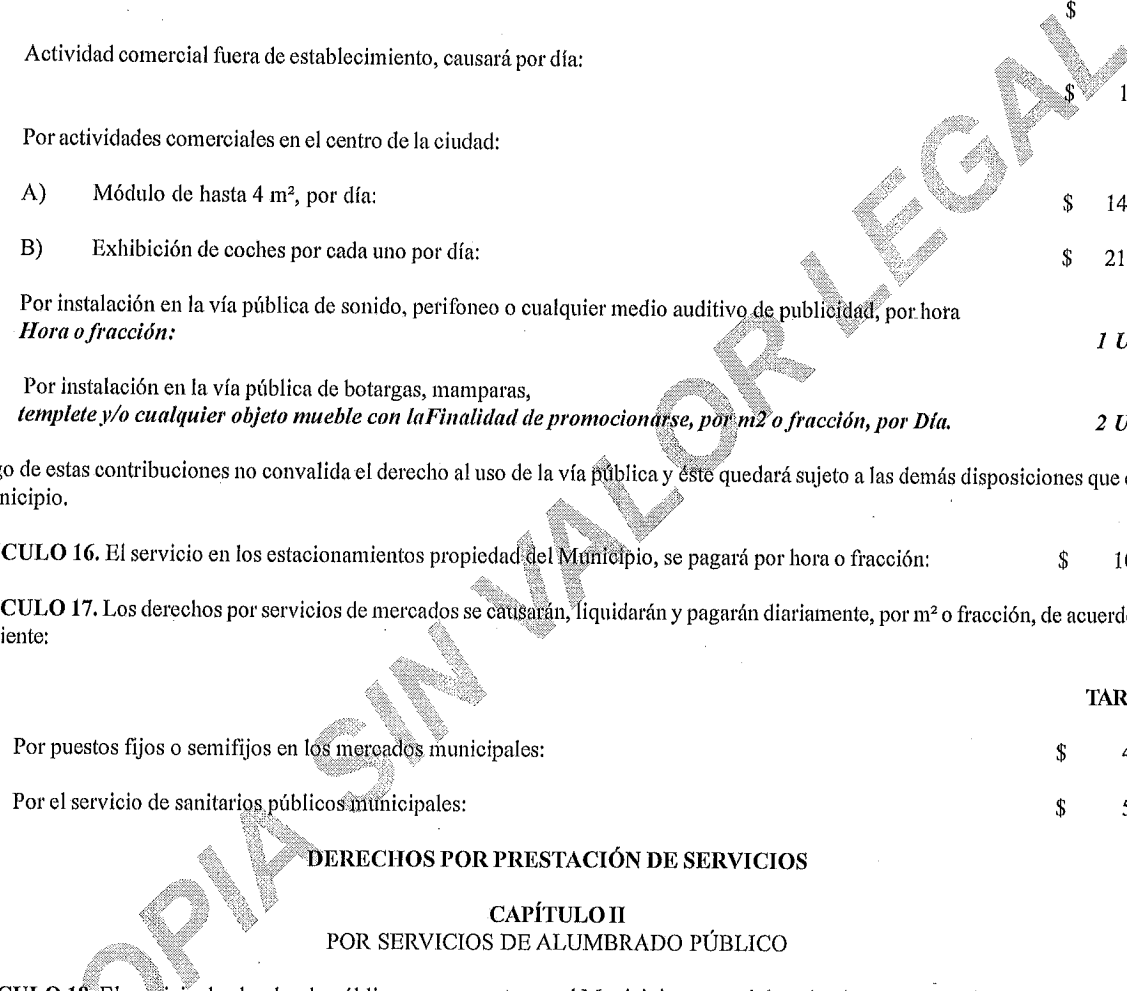 $
Actividad comercial fuera de establecimiento, causará por día:
$ 1
Por actividades comerciales en el centro de la ciudad:
A) Módulo de hasta 4 m², por día: $ 14
B) Exhibición de coches por cada uno por día: $ 21
Por instalación en la vía pública de sonido, perifoneo o cualquier medio auditivo de publicidad, por hora
Hora o fracción: 1 U
Por instalación en la vía pública de botargas, mamparas,
templete y/o cualquier objeto mueble con laFinalidad de promocionarse, por m2 o fracción, por Día. 2 U
go de estas contribuciones no convalida el derecho al uso de la vía pública y éste quedará sujeto a las demás disposiciones que
nicipio.
CULO 16. El servicio en los estacionamientos propiedad del Municipio, se pagará por hora o fracción: $ 10
CULO 17. Los derechos por servicios de mercados se causarán, liquidarán y pagarán diariamente, por m² o fracción, de acuerd
iente:
TAR
Por puestos fijos o semifijos en los mercados municipales: $ 4
Por el servicio de sanitarios públicos municipales: $ 5
DERECHOS POR PRESTACIÓN DE SERVICIOS
CAPÍTULO II
POR SERVICIOS DE ALUMBRADO PÚBLICO
OPIA SIN VALOR LEGAL